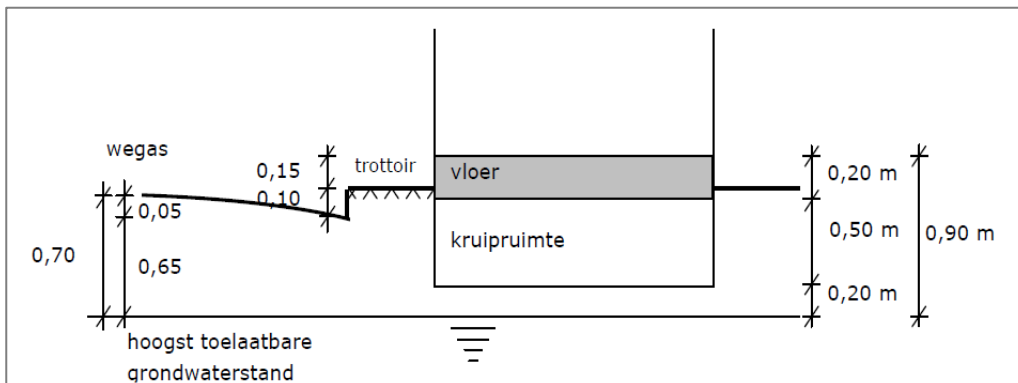 wegas
0,15
trottoir
vloer
0,20 m
0,10
0,05
kruipruimte
0,50 m
0,90 m
0,70
0,65
0,20 m
hoogst toelaatbare
grondwaterstand